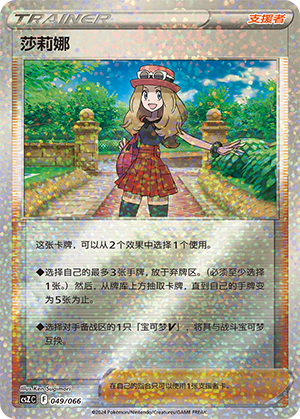 TRAINER
支援者
莎莉娜
这张卡牌，可以从2个效果中选择1个使用。
◆选择自己的最多3张手牌，放于弃牌区。（必须至少选择
1张。）然后，从牌库上方抽取卡牌，直到自己的手牌变
为5张为止。
◆选择对手备战区的1只「宝可梦V」，将其与战斗宝可梦
互换。
Illus. Ken Sugimori
csZC F 049/066
在自己的回合只可以使用1张支援者卡。
©2024 Pokémon/Nintendo/Creatures/GAME FREAK